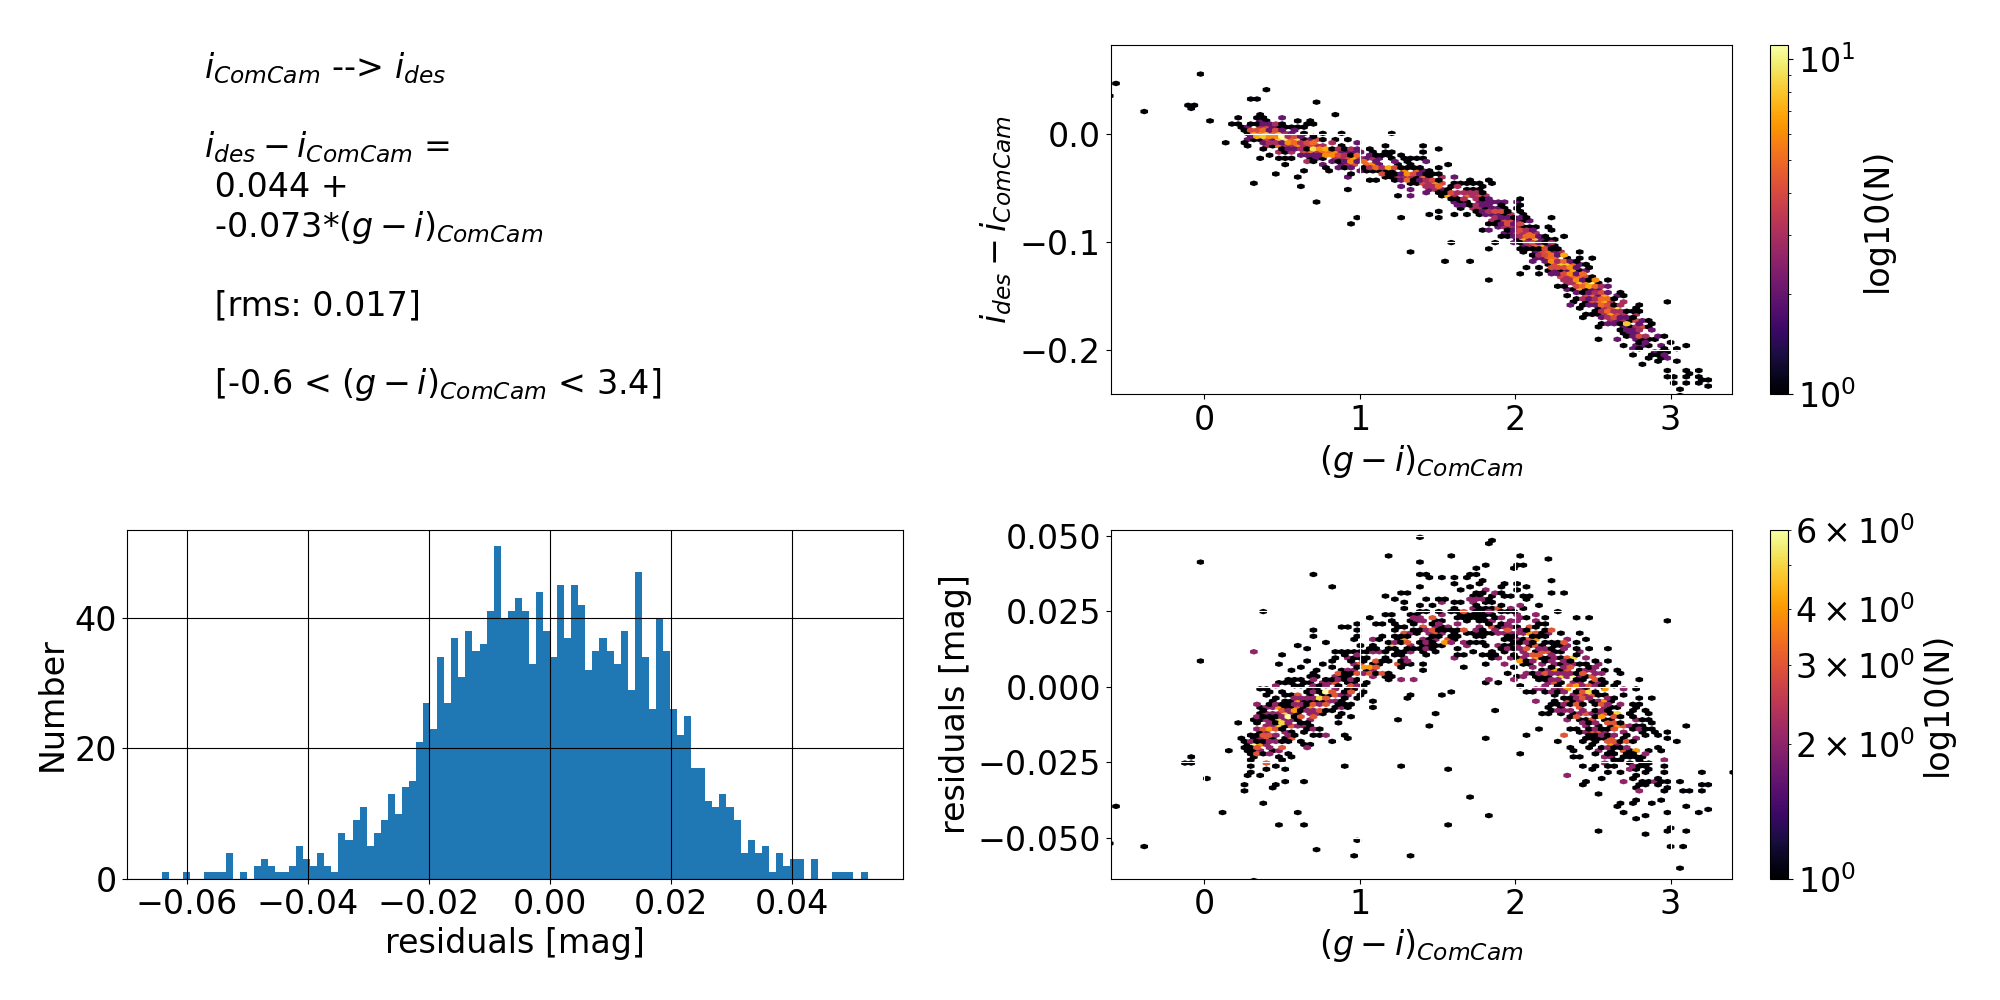 i_ComCam --> i_des
i_des − i_ComCam =
0.044 +
-0.073*(g − i)_ComCam
[rms: 0.017]
[-0.6 < (g − i)_ComCam < 3.4]
i_des − i_ComCam
0.0
−0.1
−0.2
0 1 2 3
(g − i)_ComCam
10^1
10^0
log10(N)
Number
40
20
0
−0.06 −0.04 −0.02 0.00 0.02 0.04
residuals [mag]
residuals [mag]
0.050
0.025
0.000
−0.025
−0.050
0 1 2 3
(g − i)_ComCam
6 × 10^0
4 × 10^0
3 × 10^0
2 × 10^0
10^0
log10(N)